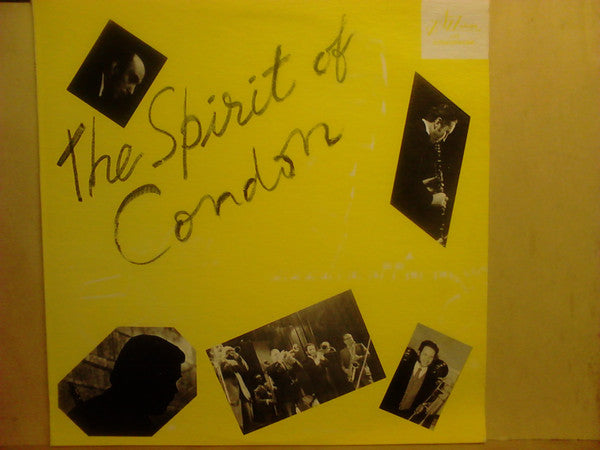 The Spirit of
Condon